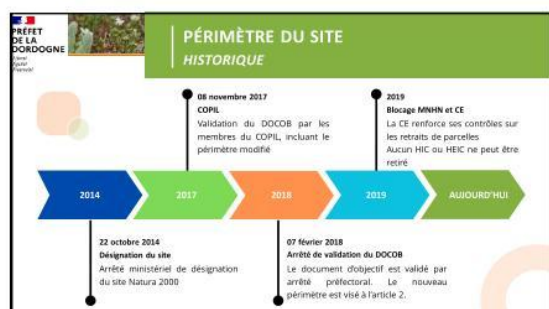 PRÉFET
DE LA
DORDOGNE
Liberté
Égalité
Fraternité
PÉRIMÈTRE DU SITE
HISTORIQUE
08 novembre 2017
COPIL
Validation du DOCOB par les
membres du COPIL, incluant le
périmètre modifié
2019
Blocage MNHN et CE
La CE renforce ses contrôles sur
les retraits de parcelles
Aucun HIC ou HEIC ne peut être
retiré
2014
2017
2018
2019
AUJOURD'HUI
22 octobre 2014
Désignation du site
Arrêté ministériel de désignation
du site Natura 2000
07 février 2018
Arrêté de validation du DOCOB
Le document d'objectif est validé par
arrêté préfectoral. Le nouveau
périmètre est visé à l'article 2.